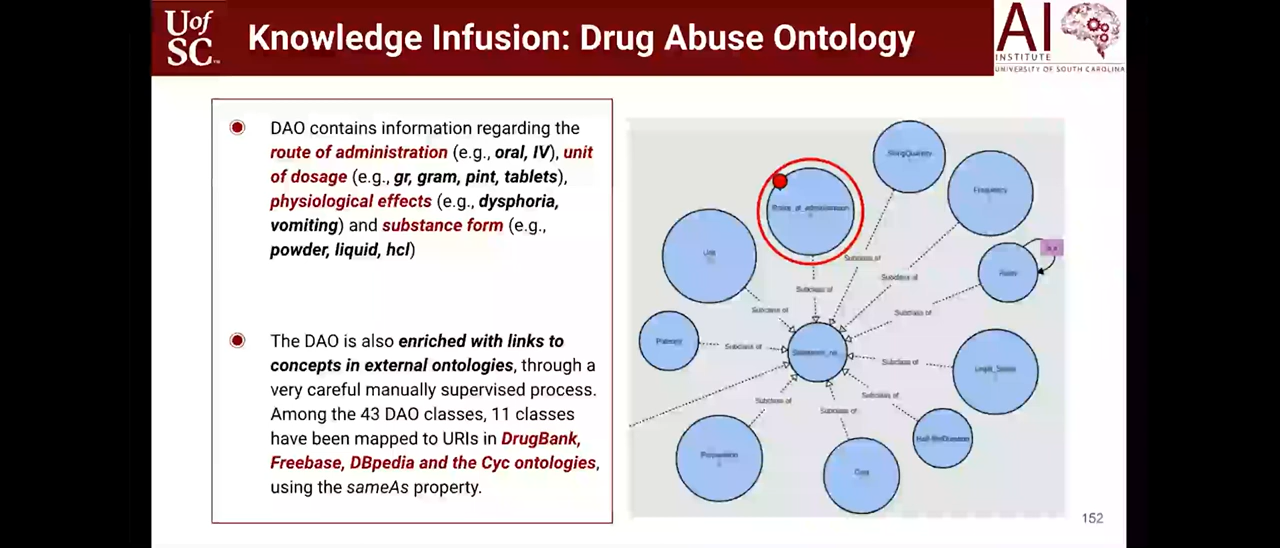 Uof
SC
Knowledge Infusion: Drug Abuse Ontology
AI
INSTITUTE
UNIVERSITY OF SOUTH CAROLINA
DAO contains information regarding the
route of administration (e.g., oral, IV), unit
of dosage (e.g., gr, gram, pint, tablets),
physiological effects (e.g., dysphoria,
vomiting) and substance form (e.g.,
powder, liquid, hcl)
The DAO is also enriched with links to
concepts in external ontologies, through a
very careful manually supervised process.
Among the 43 DAO classes, 11 classes
have been mapped to URIs in DrugBank,
Freebase, DBpedia and the Cyc ontologies,
using the sameAs property.
Route_of_administration
Frequency
Subclass of
Subclass of
Subclass of
Subclass of
Subclass of
Subclass of
Subclass of
Subclass of
Subclass of
Subclass of
152